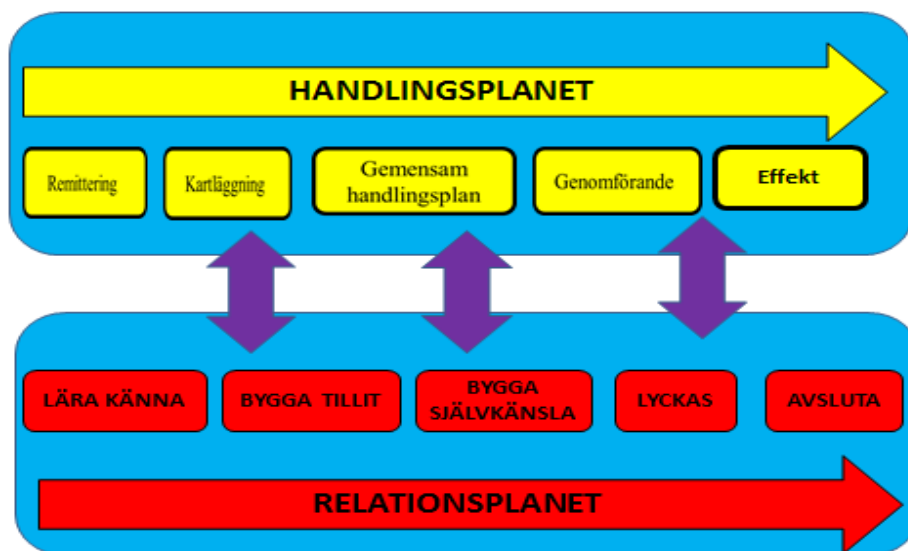 HANDLINGSPLANET
Remittering
Kartläggning
Gemensam
handlingsplan
Genomförande
Effekt
LÄRA KÄNNA
BYGGA TILLIT
BYGGA
SJÄLVKÄNSLA
LYCKAS
AVSLUTA
RELATIONSPLANET